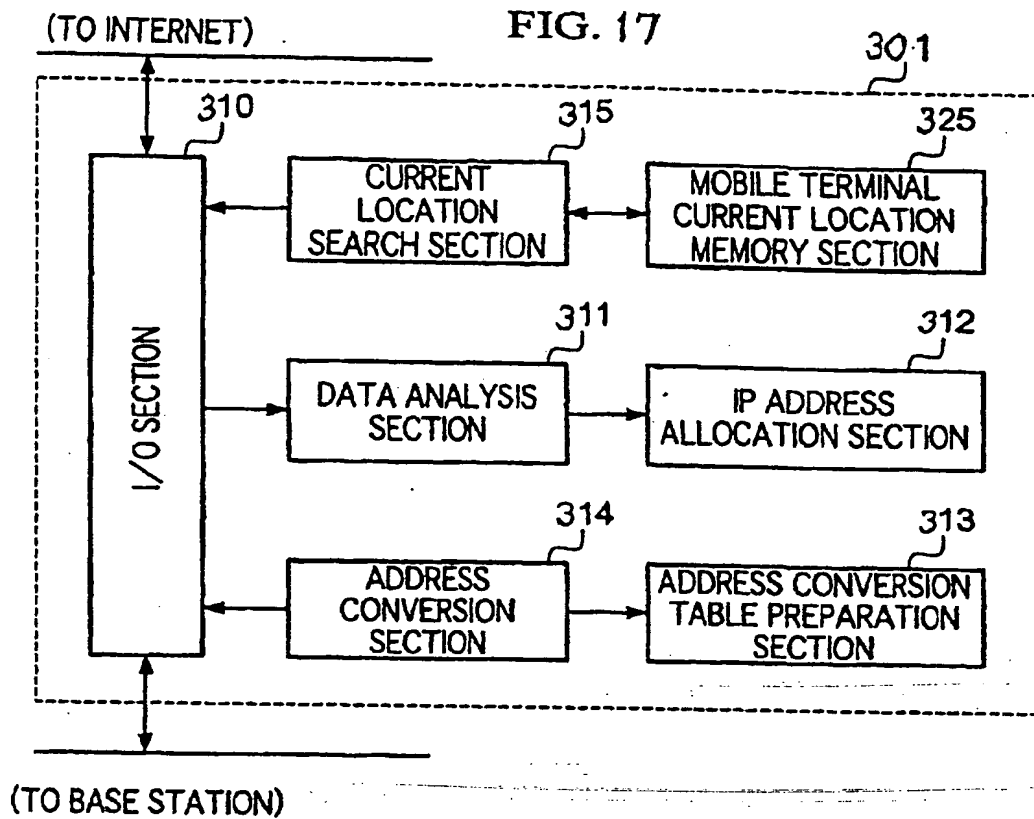 (TO INTERNET)
FIG. 17
301
310
315
325
CURRENT
LOCATION
SEARCH SECTION
MOBILE TERMINAL
CURRENT LOCATION
MEMORY SECTION
I/O SECTION
311
312
DATA ANALYSIS
SECTION
IP ADDRESS
ALLOCATION SECTION
314
313
ADDRESS
CONVERSION
SECTION
ADDRESS CONVERSION
TABLE PREPARATION
SECTION
(TO BASE STATION)